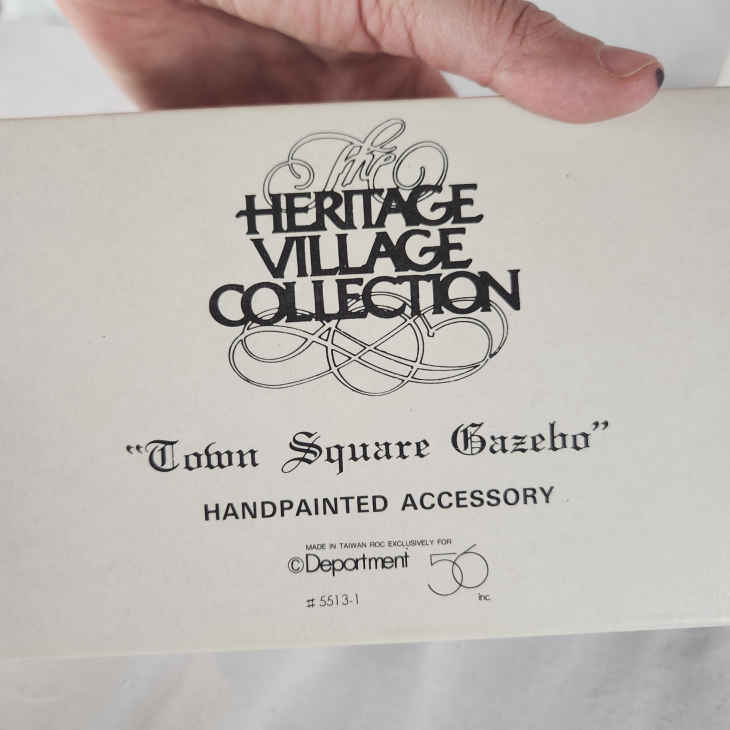 The
HERITAGE
VILLAGE
COLLECTION
“Town Square Gazebo”
HANDPAINTED ACCESSORY
MADE IN TAIWAN ROC EXCLUSIVELY FOR
©Department 56
Inc.
# 5513-1